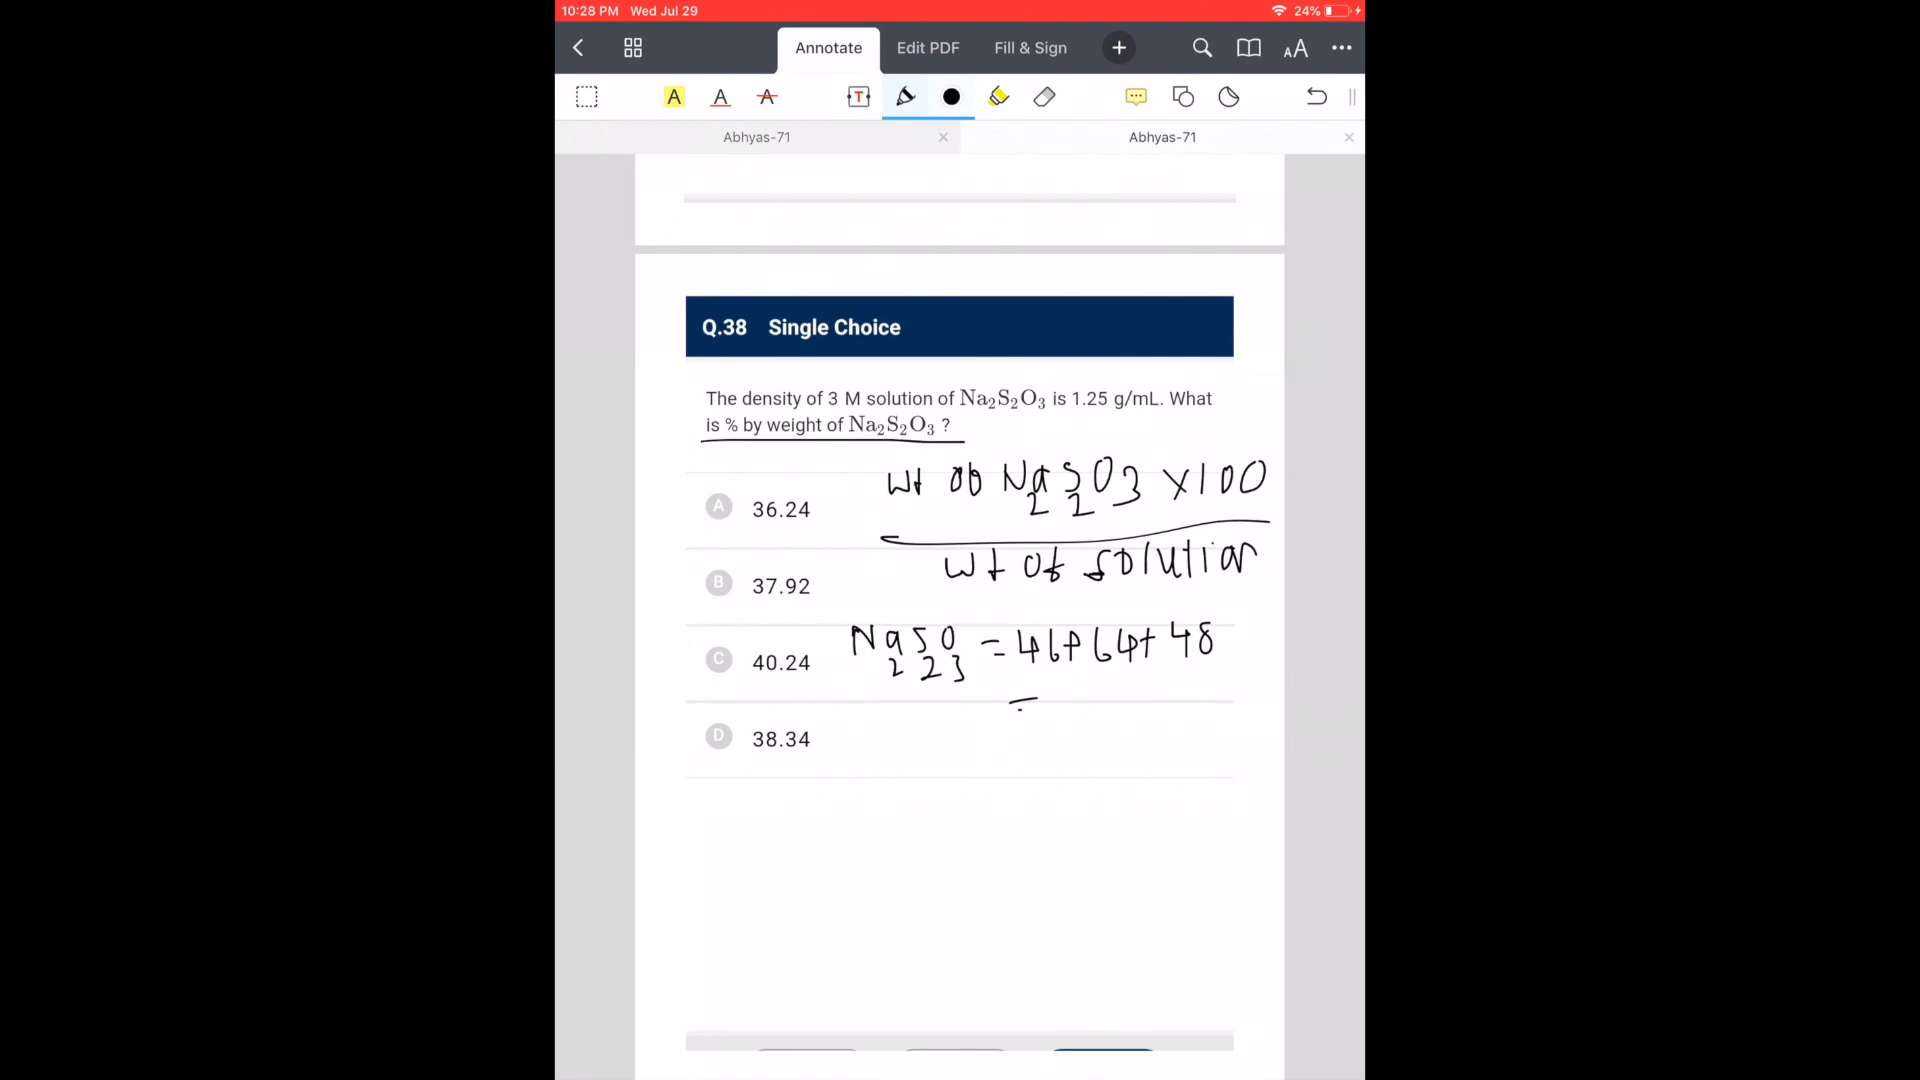 10:28 PM Wed Jul 29 24%
Annotate Edit PDF Fill & Sign
Abhyas-71 Abhyas-71
Q.38 Single Choice
The density of 3 M solution of Na₂S₂O₃ is 1.25 g/mL. What
is % by weight of Na₂S₂O₃ ?
wt of Na₂S₂O₃ ×100
wt of solution
A 36.24
B 37.92
Na₂S₂O₃ = 46+64+48
C 40.24
=
D 38.34